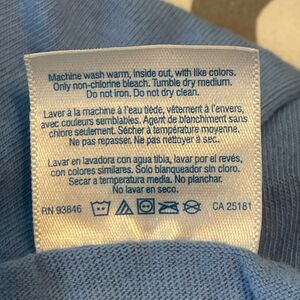 Machine wash warm, inside out, with like colors.
Only non-chlorine bleach. Tumble dry medium.
Do not iron. Do not dry clean.
Laver à la machine à l'eau tiède, vêtement à l'envers,
avec couleurs semblables. Agent de blanchiment sans
chlore seulement. Sécher à température moyenne.
Ne pas repasser. Ne pas nettoyer à sec.
Lavar en lavadora con agua tibia, lavar por el revés,
con colores similares. Solo blanqueador sin cloro.
Secar a temperatura media. No planchar.
No lavar en seco.
RN 93846 CA 25181